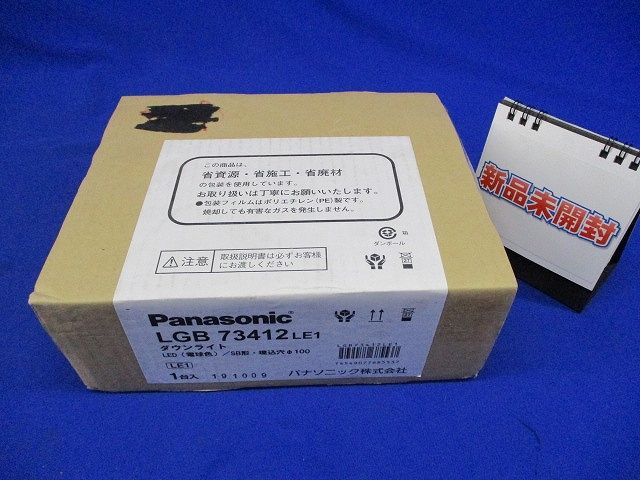 この商品は、
省資源・省施工・省廃材
の包装を使用しています。
お取り扱いは丁寧にお願いいたします。
●包装フィルムはポリエチレン(PE)製です。
焼却しても有害なガスを発生しません。
箱
ダンボール
注意
取扱説明書は必ずお客様
にお渡しください
Panasonic
LGB 73412 LE1
ダウンライト
LED(電球色)/SB形・埋込穴φ100
LE1
1台入 191009
LGB73412LE1
パナソニック株式会社
新品未開封